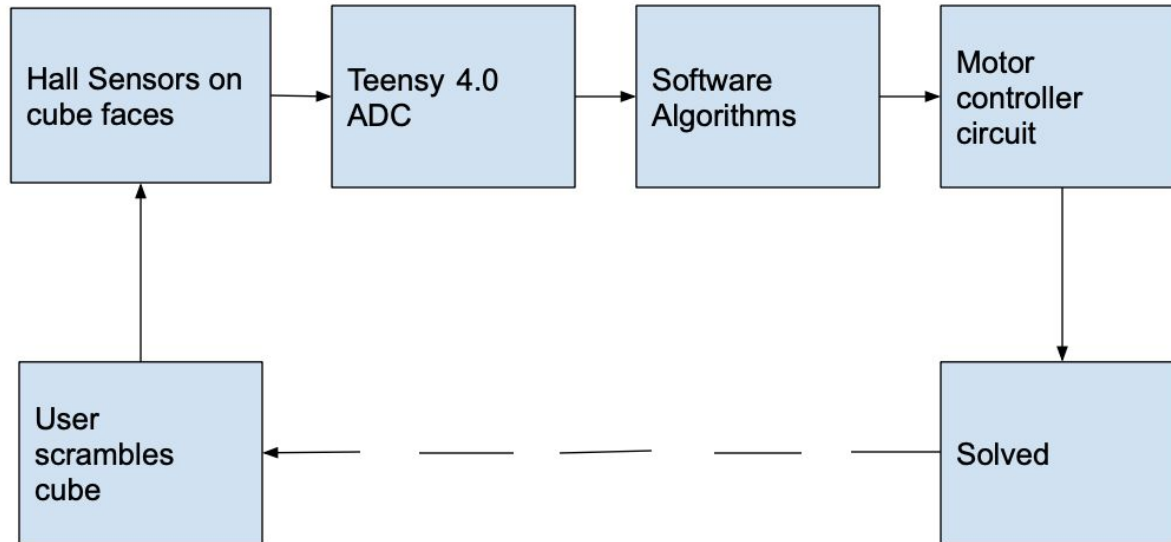 Hall Sensors on
cube faces
Teensy 4.0
ADC
Software
Algorithms
Motor
controller
circuit
User
scrambles
cube
Solved